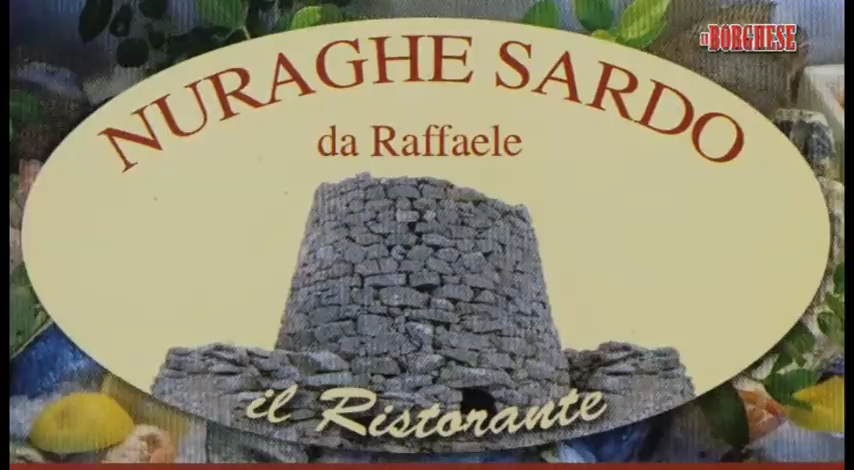 il BORGHESE
NURAGHE SARDO
da Raffaele
il Ristorante